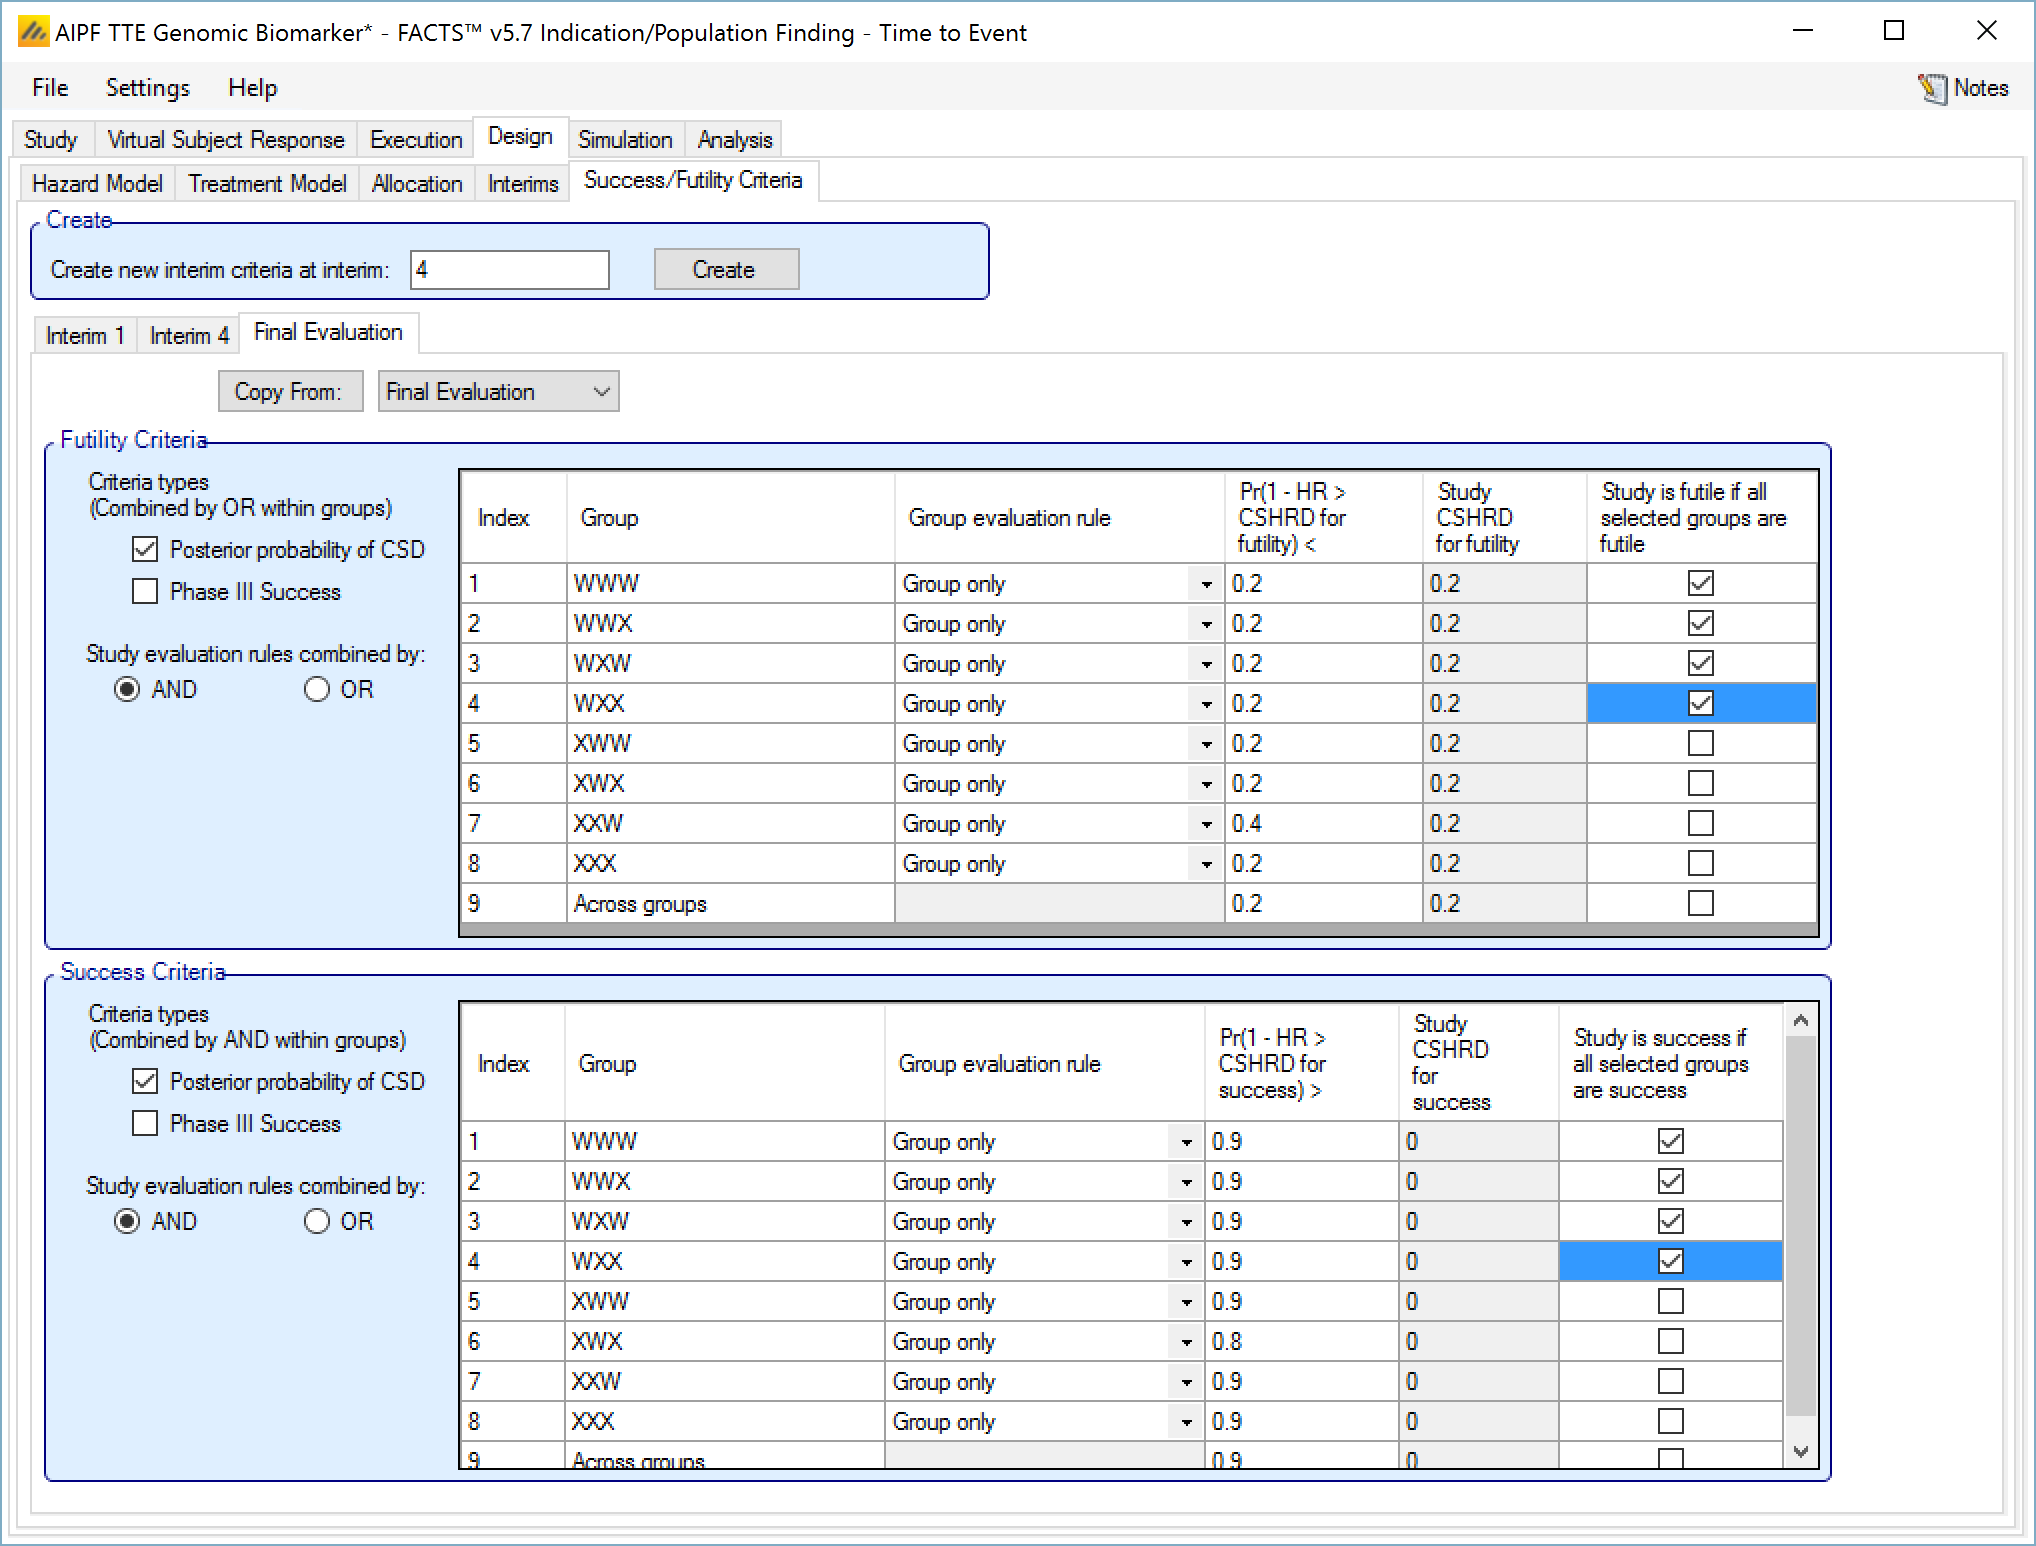 AIPF TTE Genomic Biomarker* - FACTS™ v5.7 Indication/Population Finding - Time to Event
File Settings Help Notes
Study Virtual Subject Response Execution Design Simulation Analysis
Hazard Model Treatment Model Allocation Interims Success/Futility Criteria
Create
Create new interim criteria at interim: 4 Create
Interim 1 Interim 4 Final Evaluation
Copy From: Final Evaluation
Futility Criteria
Criteria types
(Combined by OR within groups)
Posterior probability of CSD
Phase III Success
Study evaluation rules combined by:
AND OR
Index Group Group evaluation rule Pr(1 - HR > CSHRD for futility) < Study CSHRD for futility Study is futile if all selected groups are futile
1 WWW Group only 0.2 0.2
2 WWX Group only 0.2 0.2
3 WXW Group only 0.2 0.2
4 WXX Group only 0.2 0.2
5 XWW Group only 0.2 0.2
6 XWX Group only 0.2 0.2
7 XXW Group only 0.4 0.2
8 XXX Group only 0.2 0.2
9 Across groups 0.2 0.2
Success Criteria
Criteria types
(Combined by AND within groups)
Posterior probability of CSD
Phase III Success
Study evaluation rules combined by:
AND OR
Index Group Group evaluation rule Pr(1 - HR > CSHRD for success) > Study CSHRD for success Study is success if all selected groups are success
1 WWW Group only 0.9 0
2 WWX Group only 0.9 0
3 WXW Group only 0.9 0
4 WXX Group only 0.9 0
5 XWW Group only 0.9 0
6 XWX Group only 0.8 0
7 XXW Group only 0.9 0
8 XXX Group only 0.9 0
9 Across groups 0.9 0